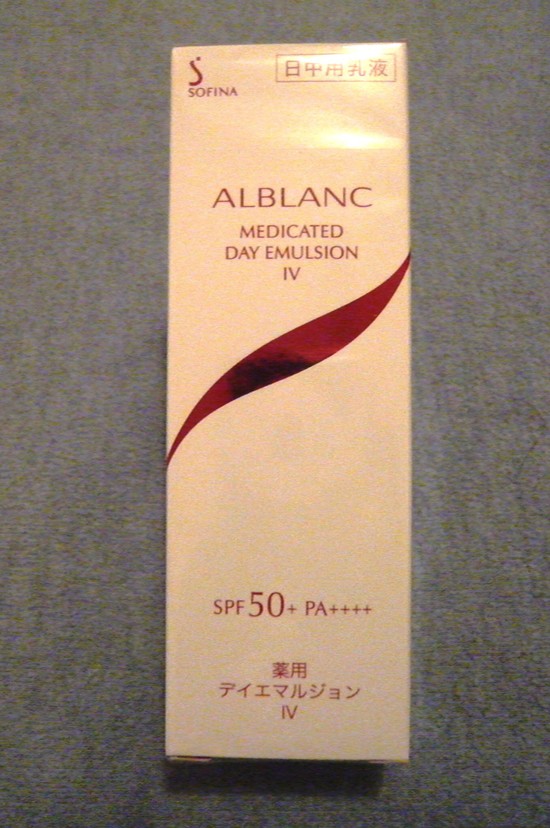 SOFINA
日中用乳液
ALBLANC
MEDICATED
DAY EMULSION
IV
SPF50+ PA++++
薬用
デイエマルジョン
IV